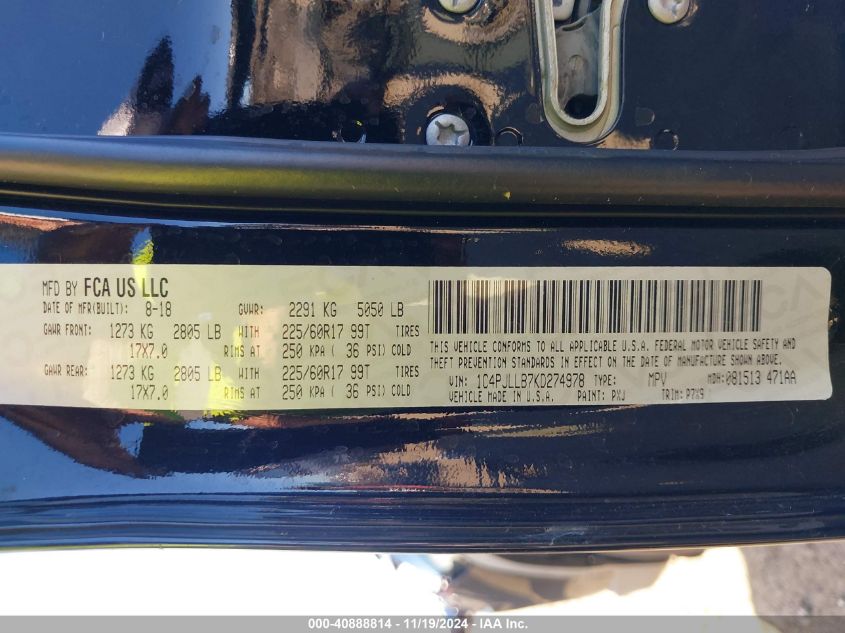 MFD BY FCA US LLC
DATE OF MFR(BUILT): 8-18 GVWR: 2291 KG 5050 LB
GAWR FRONT: 1273 KG 2805 LB WITH 225/60R17 99T TIRES
17X7.0 RIMS AT 250 KPA ( 36 PSI) COLD
GAWR REAR: 1273 KG 2805 LB WITH 225/60R17 99T TIRES
17X7.0 RIMS AT 250 KPA ( 36 PSI) COLD
THIS VEHICLE CONFORMS TO ALL APPLICABLE U.S.A. FEDERAL MOTOR VEHICLE SAFETY AND
THEFT PREVENTION STANDARDS IN EFFECT ON THE DATE OF MANUFACTURE SHOWN ABOVE.
VIN: 1C4PJLLB7KD274978 TYPE: MPV MDH: 081513 471AA
VEHICLE MADE IN U.S.A. PAINT: PXJ TRIM: P7X9
000-40888814 - 11/19/2024 - IAA Inc.